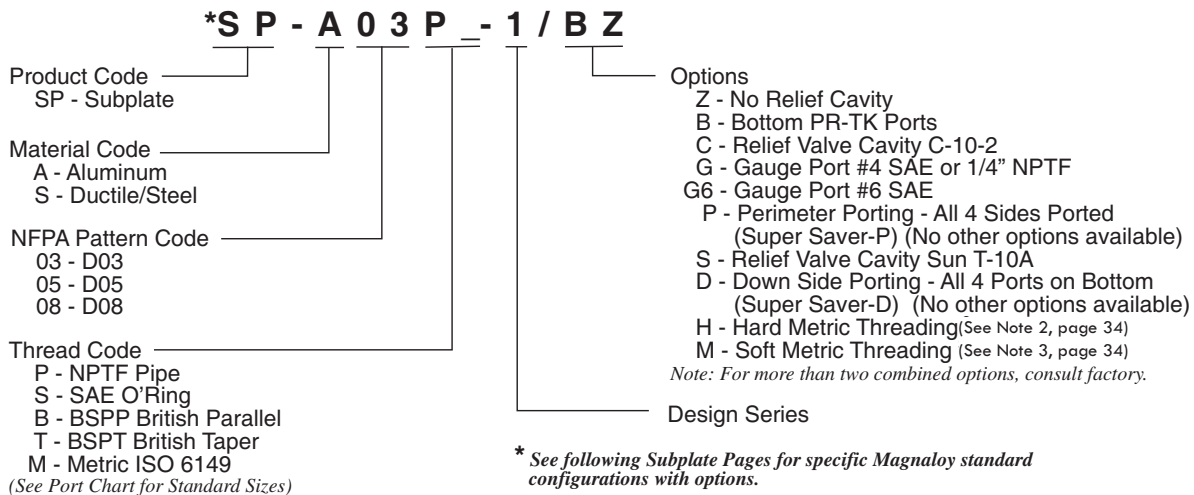 *SP-A03P_-1/BZ
Product Code
SP - Subplate
Material Code
A - Aluminum
S - Ductile/Steel
NFPA Pattern Code
03 - D03
05 - D05
08 - D08
Thread Code
P - NPTF Pipe
S - SAE O'Ring
B - BSPP British Parallel
T - BSPT British Taper
M - Metric ISO 6149
(See Port Chart for Standard Sizes)
Options
Z - No Relief Cavity
B - Bottom PR-TK Ports
C - Relief Valve Cavity C-10-2
G - Gauge Port #4 SAE or 1/4” NPTF
G6 - Gauge Port #6 SAE
P - Perimeter Porting - All 4 Sides Ported
(Super Saver-P) (No other options available)
S - Relief Valve Cavity Sun T-10A
D - Down Side Porting - All 4 Ports on Bottom
(Super Saver-D) (No other options available)
H - Hard Metric Threading(See Note 2, page 34)
M - Soft Metric Threading (See Note 3, page 34)
Note: For more than two combined options, consult factory.
Design Series
* See following Subplate Pages for specific Magnaloy standard
configurations with options.